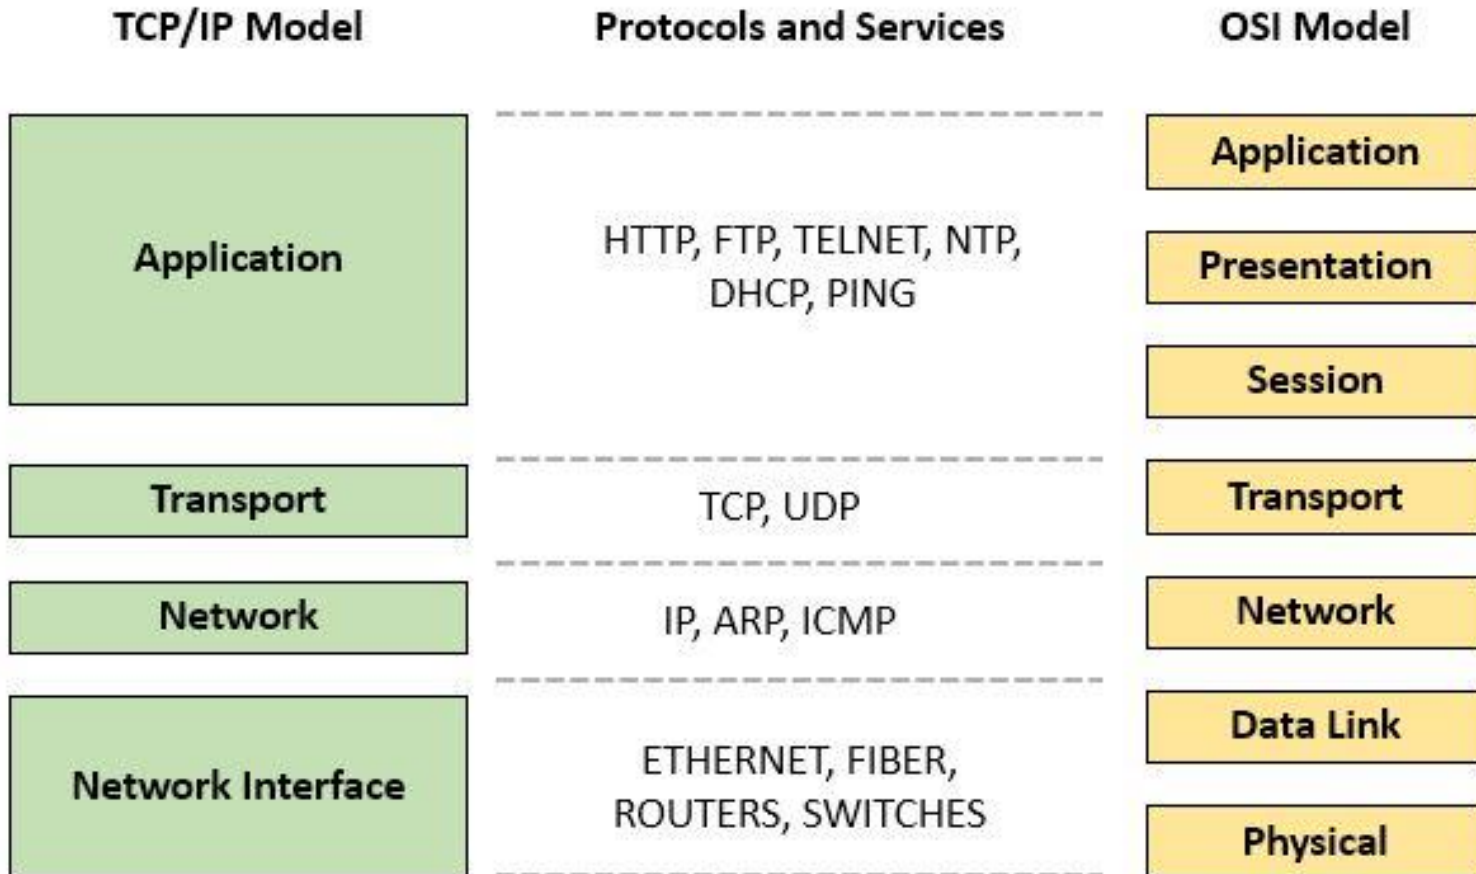 TCP/IP Model
Protocols and Services
OSI Model
Application
HTTP, FTP, TELNET, NTP,
DHCP, PING
Application
Presentation
Session
Transport
TCP, UDP
Transport
Network
IP, ARP, ICMP
Network
Network Interface
ETHERNET, FIBER,
ROUTERS, SWITCHES
Data Link
Physical